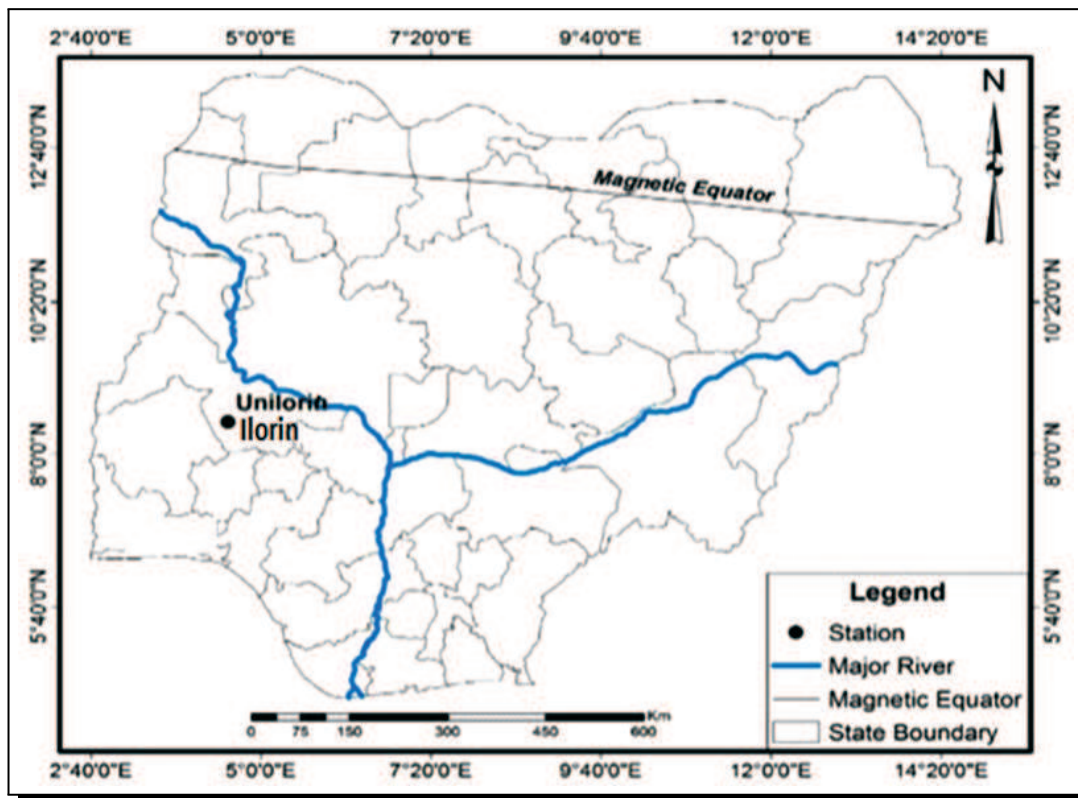 2°40'0"E 5°0'0"E 7°20'0"E 9°40'0"E 12°0'0"E 14°20'0"E
N
12°40'0"N
12°40'0"N
Magnetic Equator
10°20'0"N
10°20'0"N
Unilorin
Ilorin
8°0'0"N
8°0'0"N
5°40'0"N
5°40'0"N
Legend
Station
Major River
Magnetic Equator
State Boundary
Km
0 75 150 300 450 600
2°40'0"E 5°0'0"E 7°20'0"E 9°40'0"E 12°0'0"E 14°20'0"E